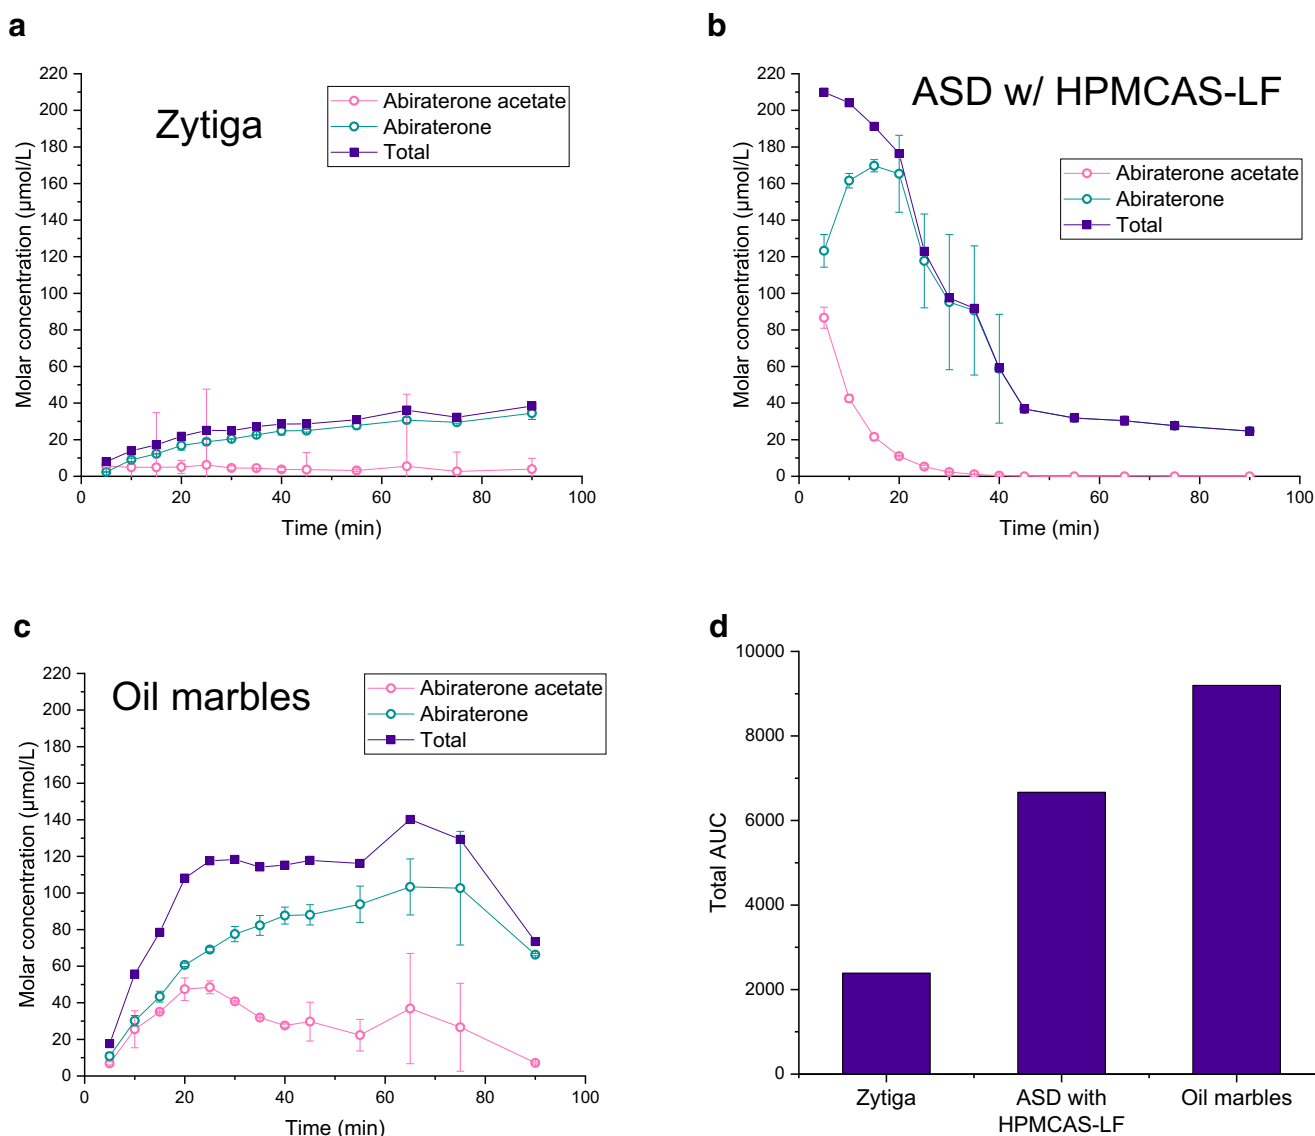 a
Zytiga
Abiraterone acetate
Abiraterone
Total
Molar concentration (μmol/L)
220
200
180
160
140
120
100
80
60
40
20
0
0 20 40 60 80 100
Time (min)
b
ASD w/ HPMCAS-LF
Abiraterone acetate
Abiraterone
Total
Molar concentration (μmol/L)
220
200
180
160
140
120
100
80
60
40
20
0
0 20 40 60 80 100
Time (min)
c
Oil marbles
Abiraterone acetate
Abiraterone
Total
Molar concentration (μmol/L)
220
200
180
160
140
120
100
80
60
40
20
0
0 20 40 60 80 100
Time (min)
d
Total AUC
10000
8000
6000
4000
2000
0
Zytiga ASD with Oil marbles
HPMCAS-LF